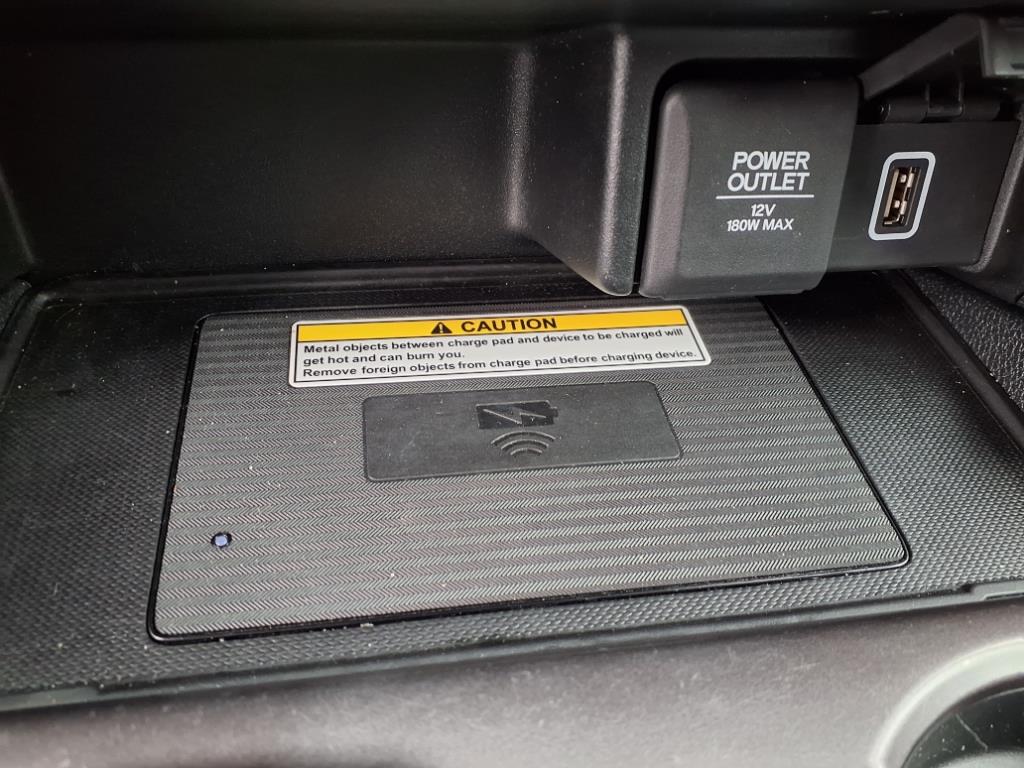 POWER
OUTLET
12V
180W MAX
CAUTION
Metal objects between charge pad and device to be charged will
get hot and can burn you.
Remove foreign objects from charge pad before charging device.